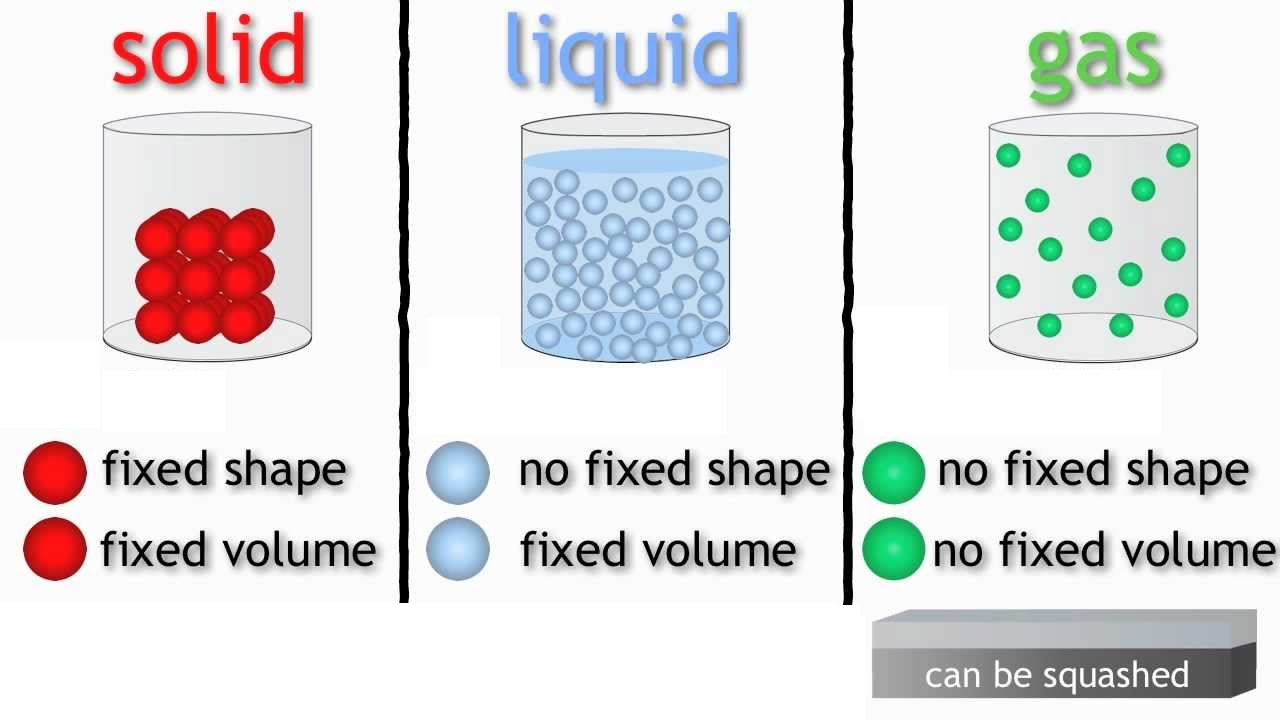 solid
fixed shape
fixed volume
liquid
no fixed shape
fixed volume
gas
no fixed shape
no fixed volume
can be squashed